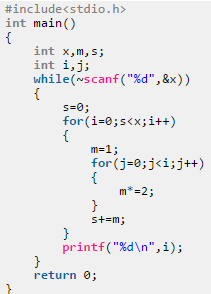 #include<stdio.h>
int main()
{
    int x,m,s;
    int i,j;
    while(~scanf("%d",&x))
    {
        s=0;
        for(i=0;s<x;i++)
        {
            m=1;
            for(j=0;j<i;j++)
            {
                m*=2;
            }
            s+=m;
        }
        printf("%d\n",i);
    }
    return 0;
}